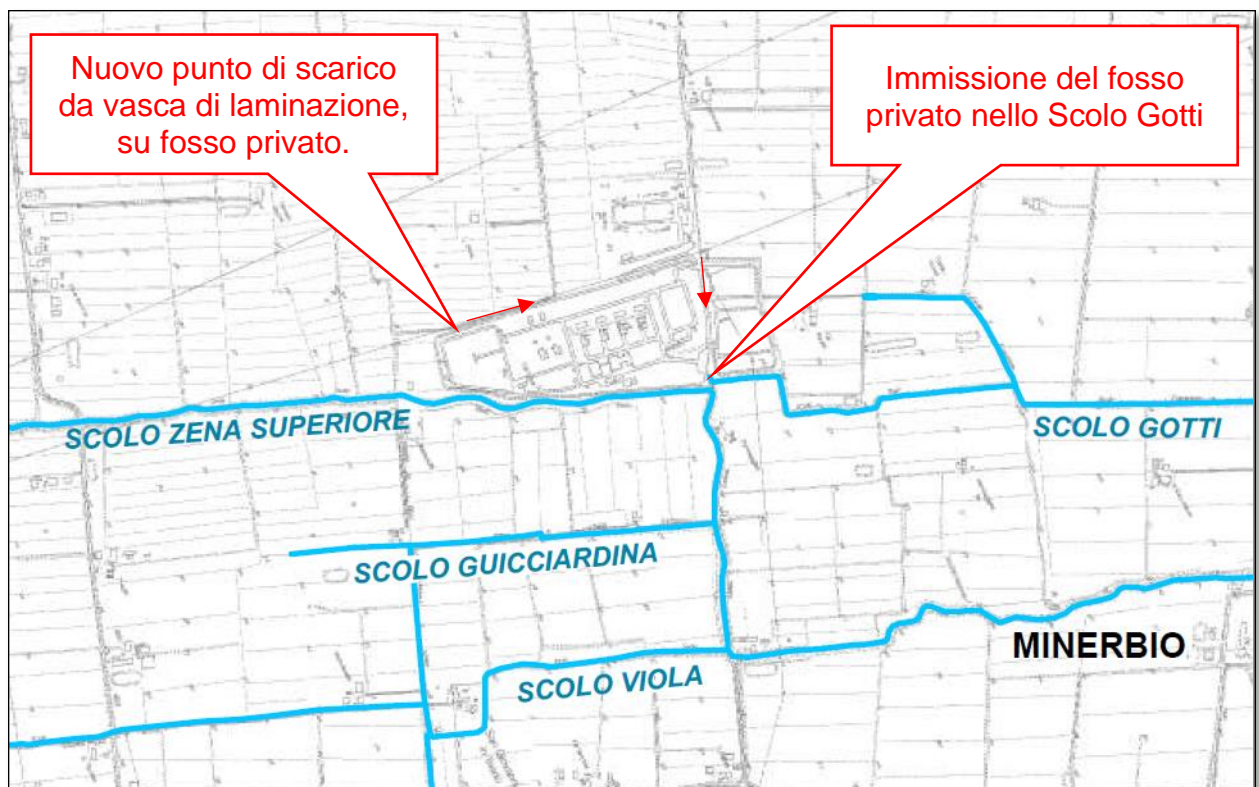 Nuovo punto di scarico
da vasca di laminazione,
su fosso privato.
Immissione del fosso
privato nello Scolo Gotti
SCOLO ZENA SUPERIORE
SCOLO GOTTI
SCOLO GUICCIARDINA
MINERBIO
SCOLO VIOLA